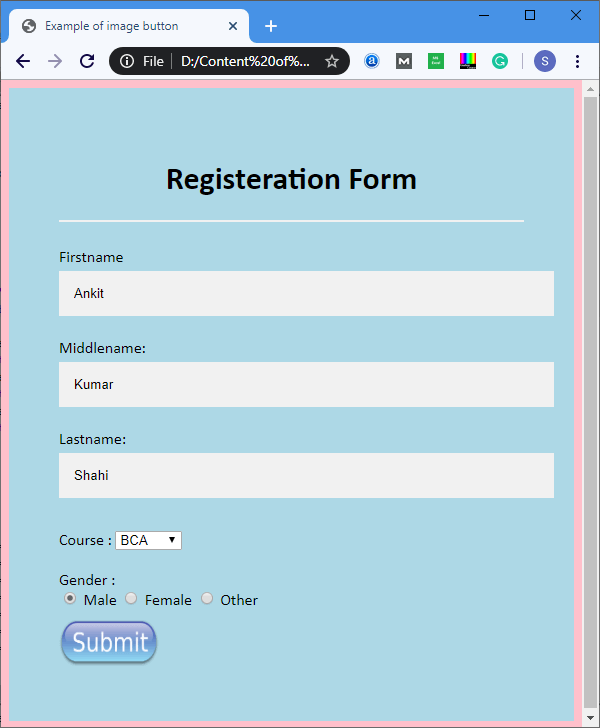 Example of image button
File
D:/Content%20of%...
S
Registeration Form
Firstname
Ankit
Middlename:
Kumar
Lastname:
Shahi
Course : BCA
Gender :
Male Female Other
Submit